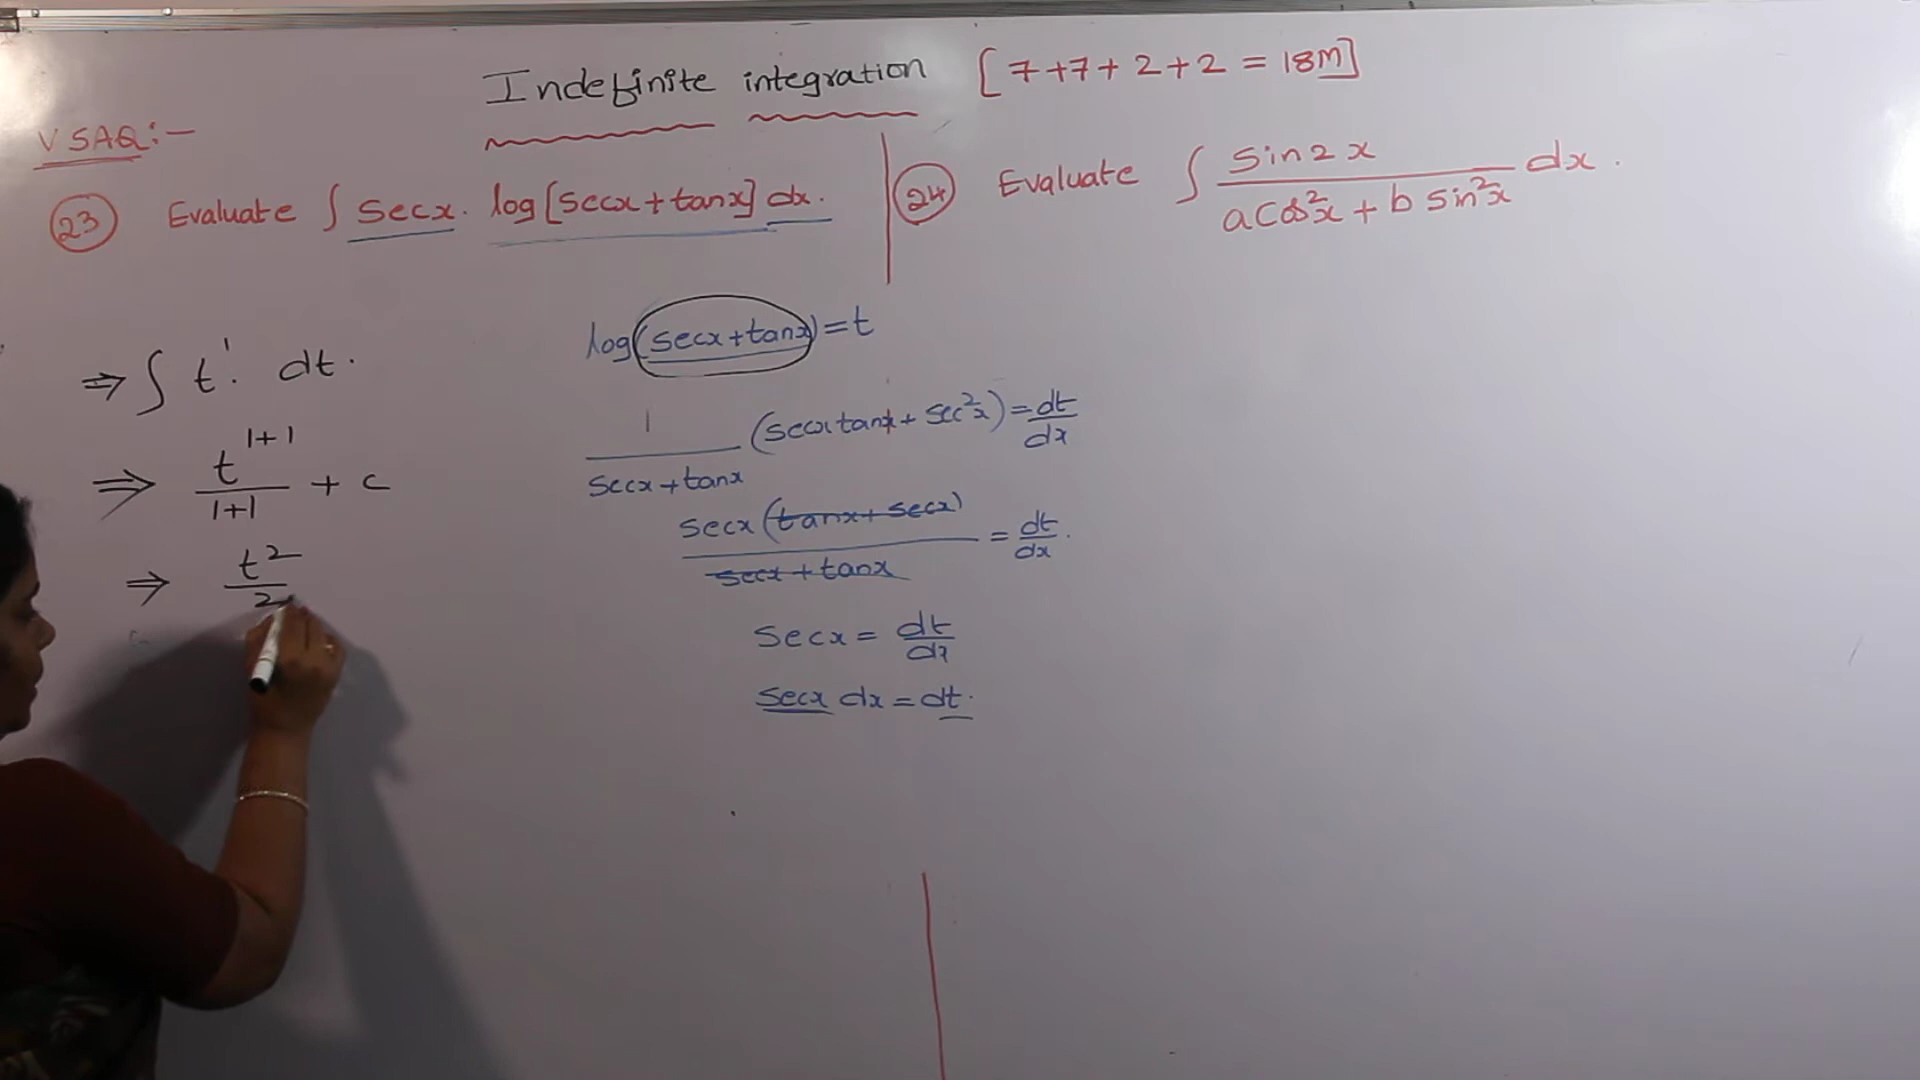 Indefinite integration [7+7+2+2 = 18M]
VSAQ:-
23 Evaluate ∫ Secx. log[Secx+tanx] dx.
24 Evaluate ∫ Sin2x / (a Cos²x + b Sin²x) dx.
log(secx+tanx) = t
1 / (Secx+tanx) (secx tanx + Sec²x) = dt/dx
Secx (tanx + secx) / (secx + tanx) = dt/dx.
Secx = dt/dx
Secx dx = dt.
⇒ ∫ t¹. dt.
⇒ t^(1+1) / (1+1) + c
⇒ t² / 2